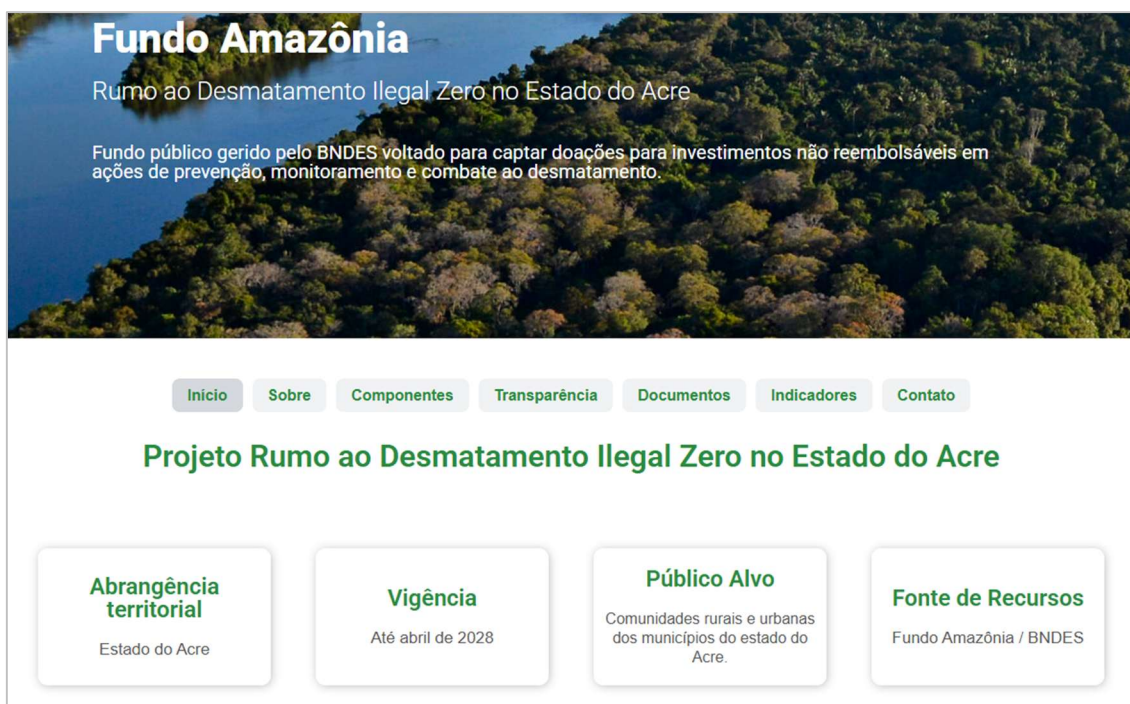 Fundo Amazônia
Rumo ao Desmatamento Ilegal Zero no Estado do Acre
Fundo público gerido pelo BNDES voltado para captar doações para investimentos não reembolsáveis em
ações de prevenção, monitoramento e combate ao desmatamento.
Início
Sobre
Componentes
Transparência
Documentos
Indicadores
Contato
Projeto Rumo ao Desmatamento Ilegal Zero no Estado do Acre
Abrangência
territorial
Estado do Acre
Vigência
Até abril de 2028
Público Alvo
Comunidades rurais e urbanas
dos municípios do estado do
Acre.
Fonte de Recursos
Fundo Amazônia / BNDES